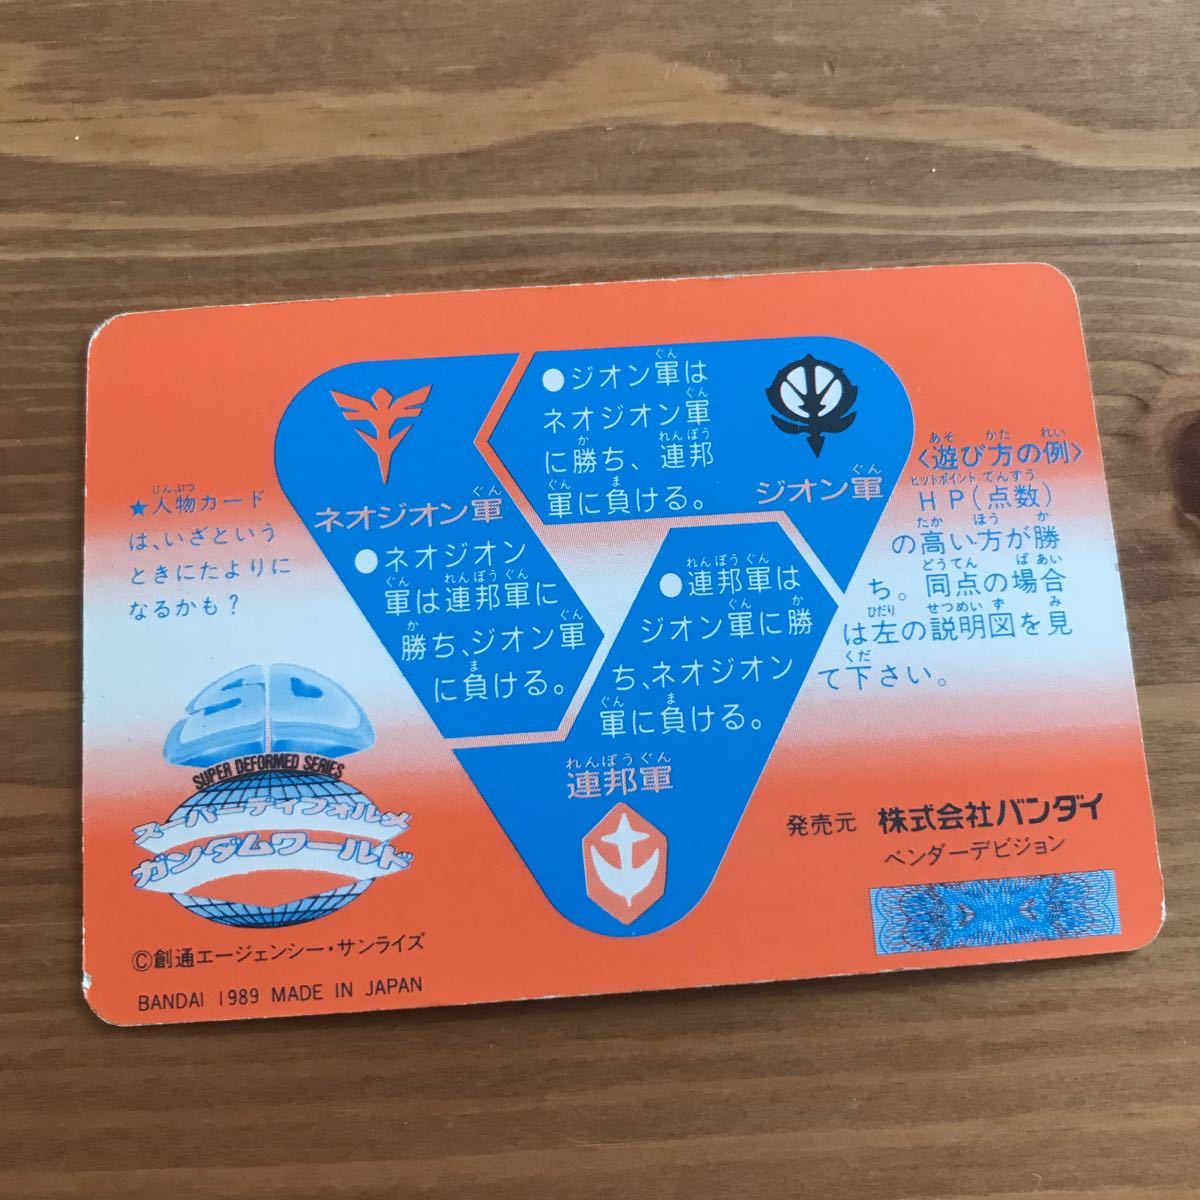 ●ジオン軍は
ネオジオン軍
に勝ち、連邦
軍に負ける。
ジオン軍
ネオジオン軍
●ネオジオン
軍は連邦軍に
勝ち、ジオン軍
に負ける。
●連邦軍は
ジオン軍に勝
ち、ネオジオン
軍に負ける。
連邦軍
★人物カード
は、いざという
ときにたよりに
なるかも?
〈遊び方の例〉
HP(点数)
の高い方が勝
ち。同点の場合
は左の説明図を見
て下さい。
SUPER DEFORMED SERIES
スーパーディフォルメ
ガンダムワールド
発売元 株式会社バンダイ
ベンダーデビジョン
©創通エージェンシー・サンライズ
BANDAI 1989 MADE IN JAPAN